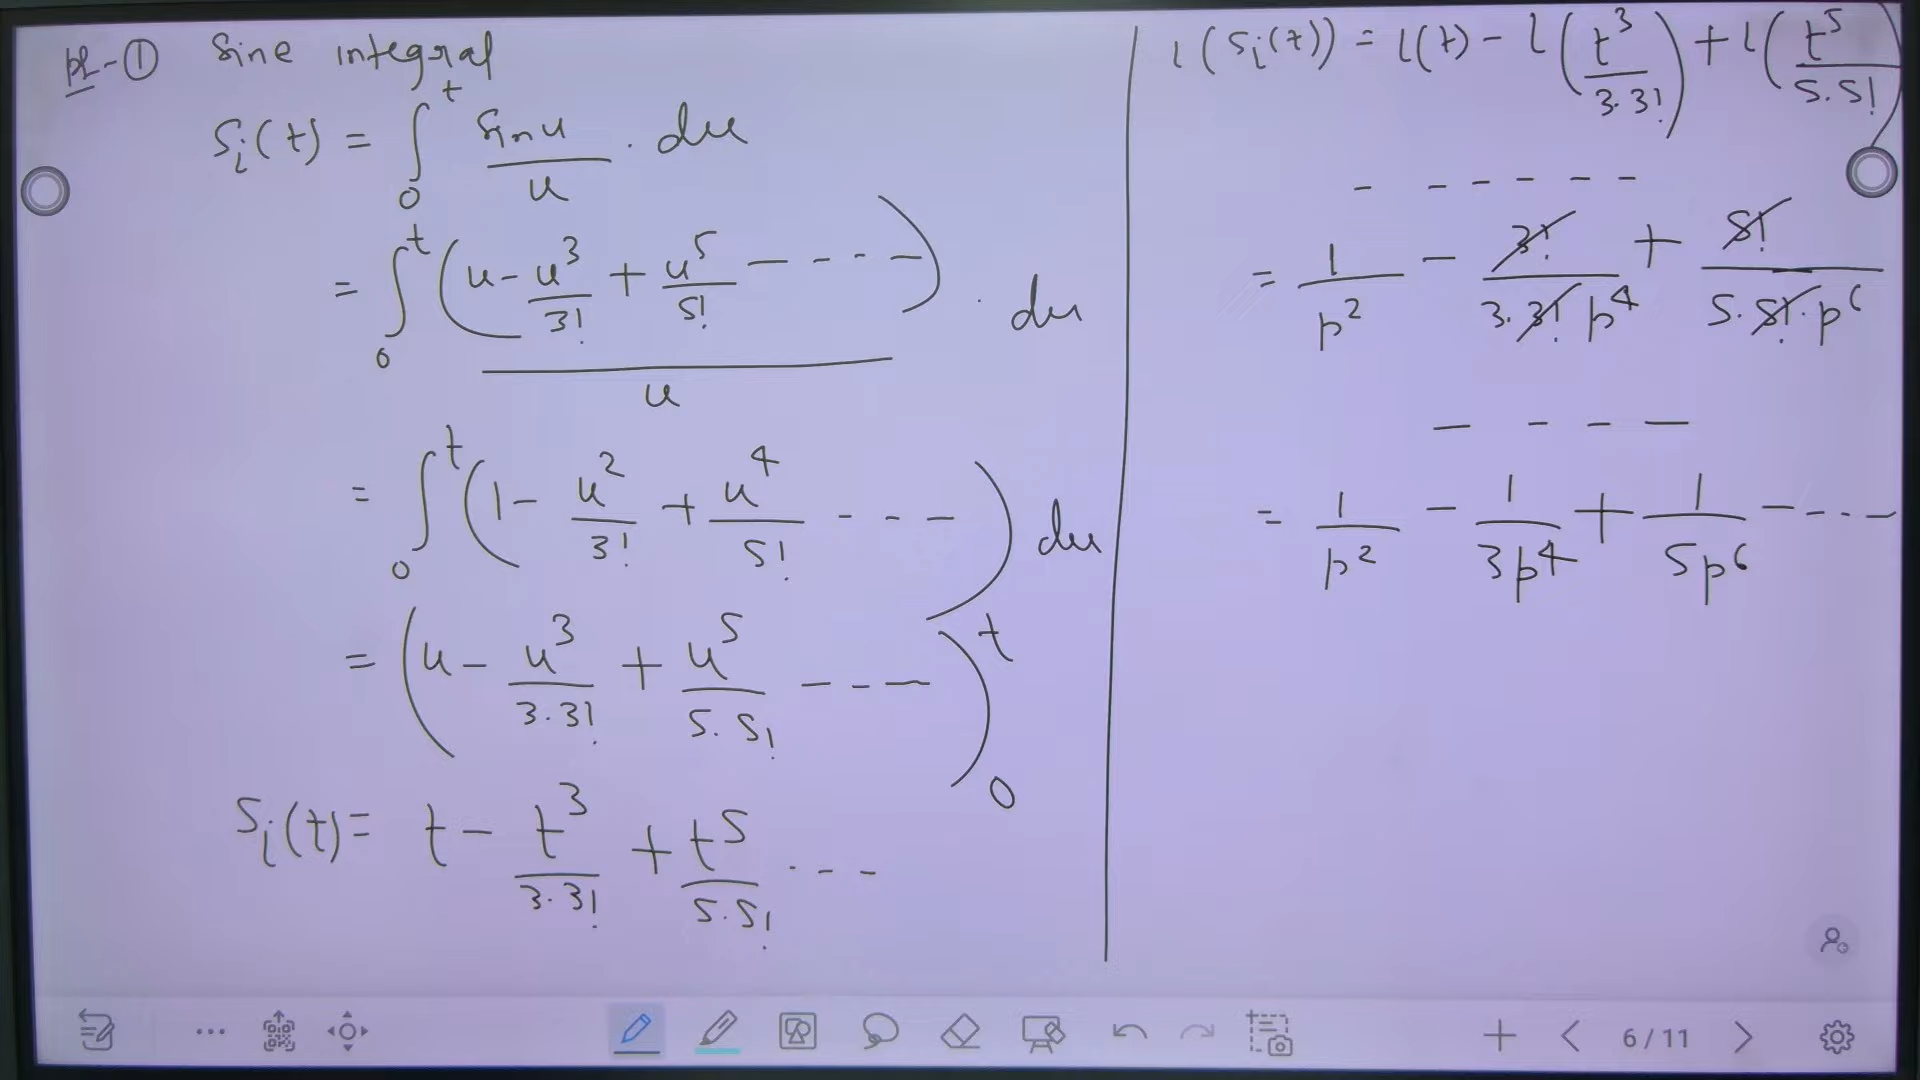 pb-① Sine integral
Si(t) = ∫₀ᵗ sin u / u . du
= ∫₀ᵗ (u - u³/3! + u⁵/5! - - - - -) / u . du
= ∫₀ᵗ (1 - u²/3! + u⁴/5! - - -) du
= (u - u³/3.3! + u⁵/5.5! - - -)₀ᵗ
Si(t) = t - t³/3.3! + t⁵/5.5! - - -
L(Si(t)) = L(t) - L(t³/3.3!) + L(t⁵/5.5!)
- - - - - - -
= 1/p² - 3!/3.3! p⁴ + 5!/5.5!.p⁶
- - - -
= 1/p² - 1/3p⁴ + 1/5p⁶ - - - - -
6 / 11